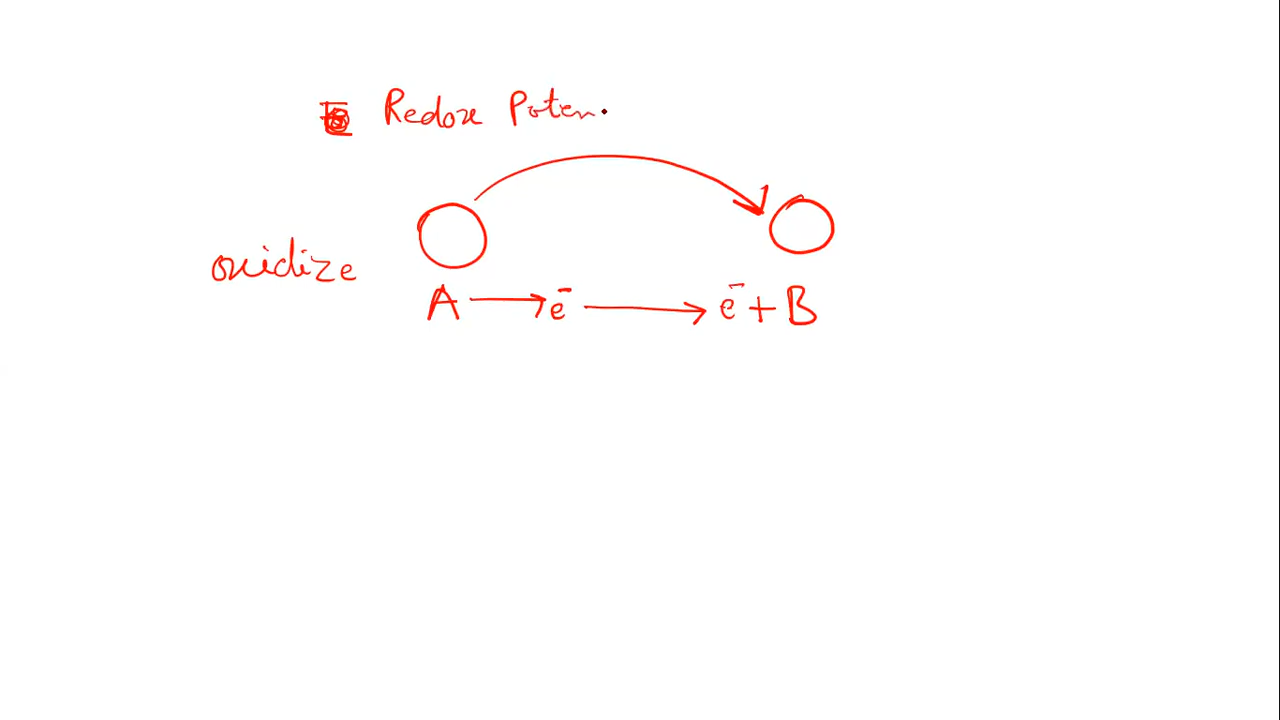 Redox Poten
oxidize
A → e⁻ → e⁻ + B